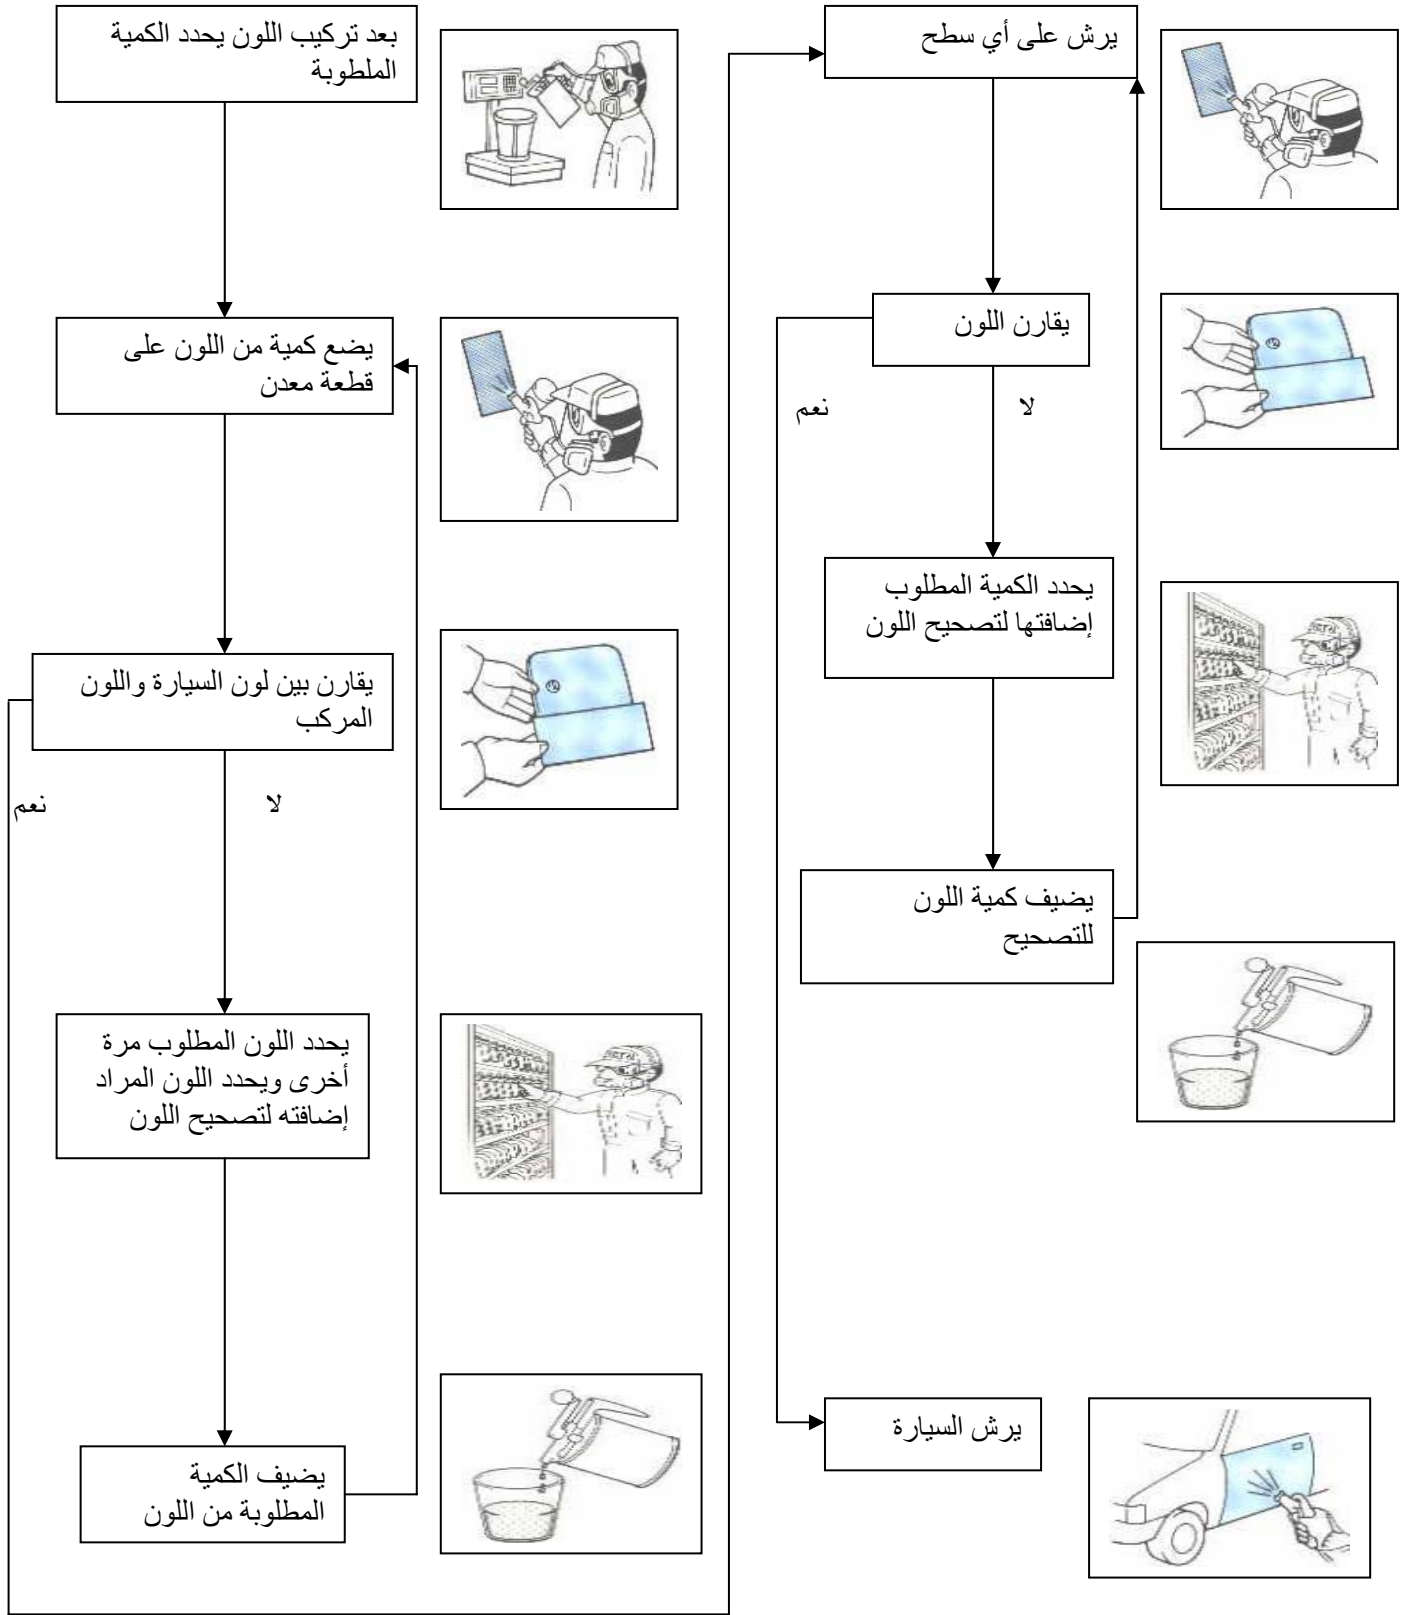 بعد تركيب اللون يحدد الكمية
الملطوبة
يضع كمية من اللون على
قطعة معدن
يقارن بين لون السيارة واللون
المركب
نعم
لا
يحدد اللون المطلوب مرة
أخرى ويحدد اللون المراد
إضافته لتصحيح اللون
يضيف الكمية
المطلوبة من اللون
يرش على أي سطح
يقارن اللون
نعم
لا
يحدد الكمية المطلوب
إضافتها لتصحيح اللون
يضيف كمية اللون
للتصحيح
يرش السيارة